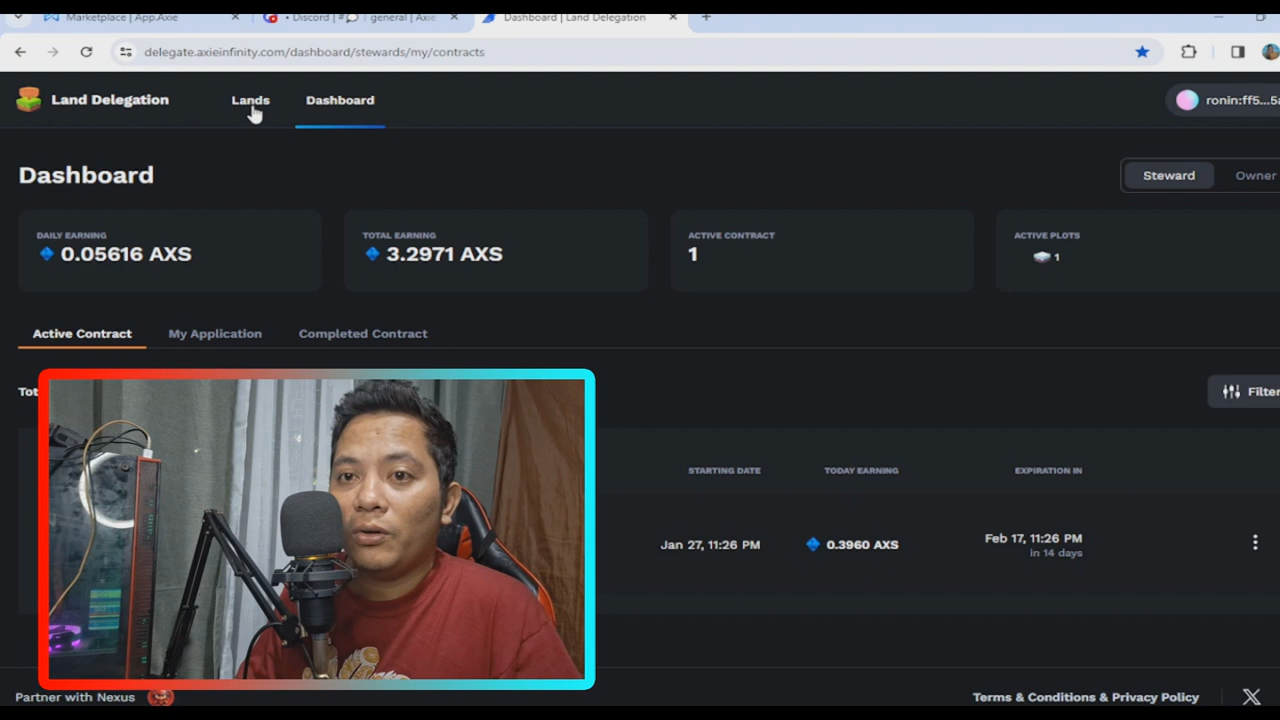 Marketplace | App.Axie
• Discord | #💬 | general | Axie
Dashboard | Land Delegation
delegate.axieinfinity.com/dashboard/stewards/my/contracts
Land Delegation
Lands
Dashboard
ronin:ff5...5a
Dashboard
Steward
Owner
DAILY EARNING
0.05616 AXS
TOTAL EARNING
3.2971 AXS
ACTIVE CONTRACT
1
ACTIVE PLOTS
1
Active Contract
My Application
Completed Contract
Tot
Filter
STARTING DATE
TODAY EARNING
EXPIRATION IN
Jan 27, 11:26 PM
0.3960 AXS
Feb 17, 11:26 PM
in 14 days
Partner with Nexus
Terms & Conditions & Privacy Policy